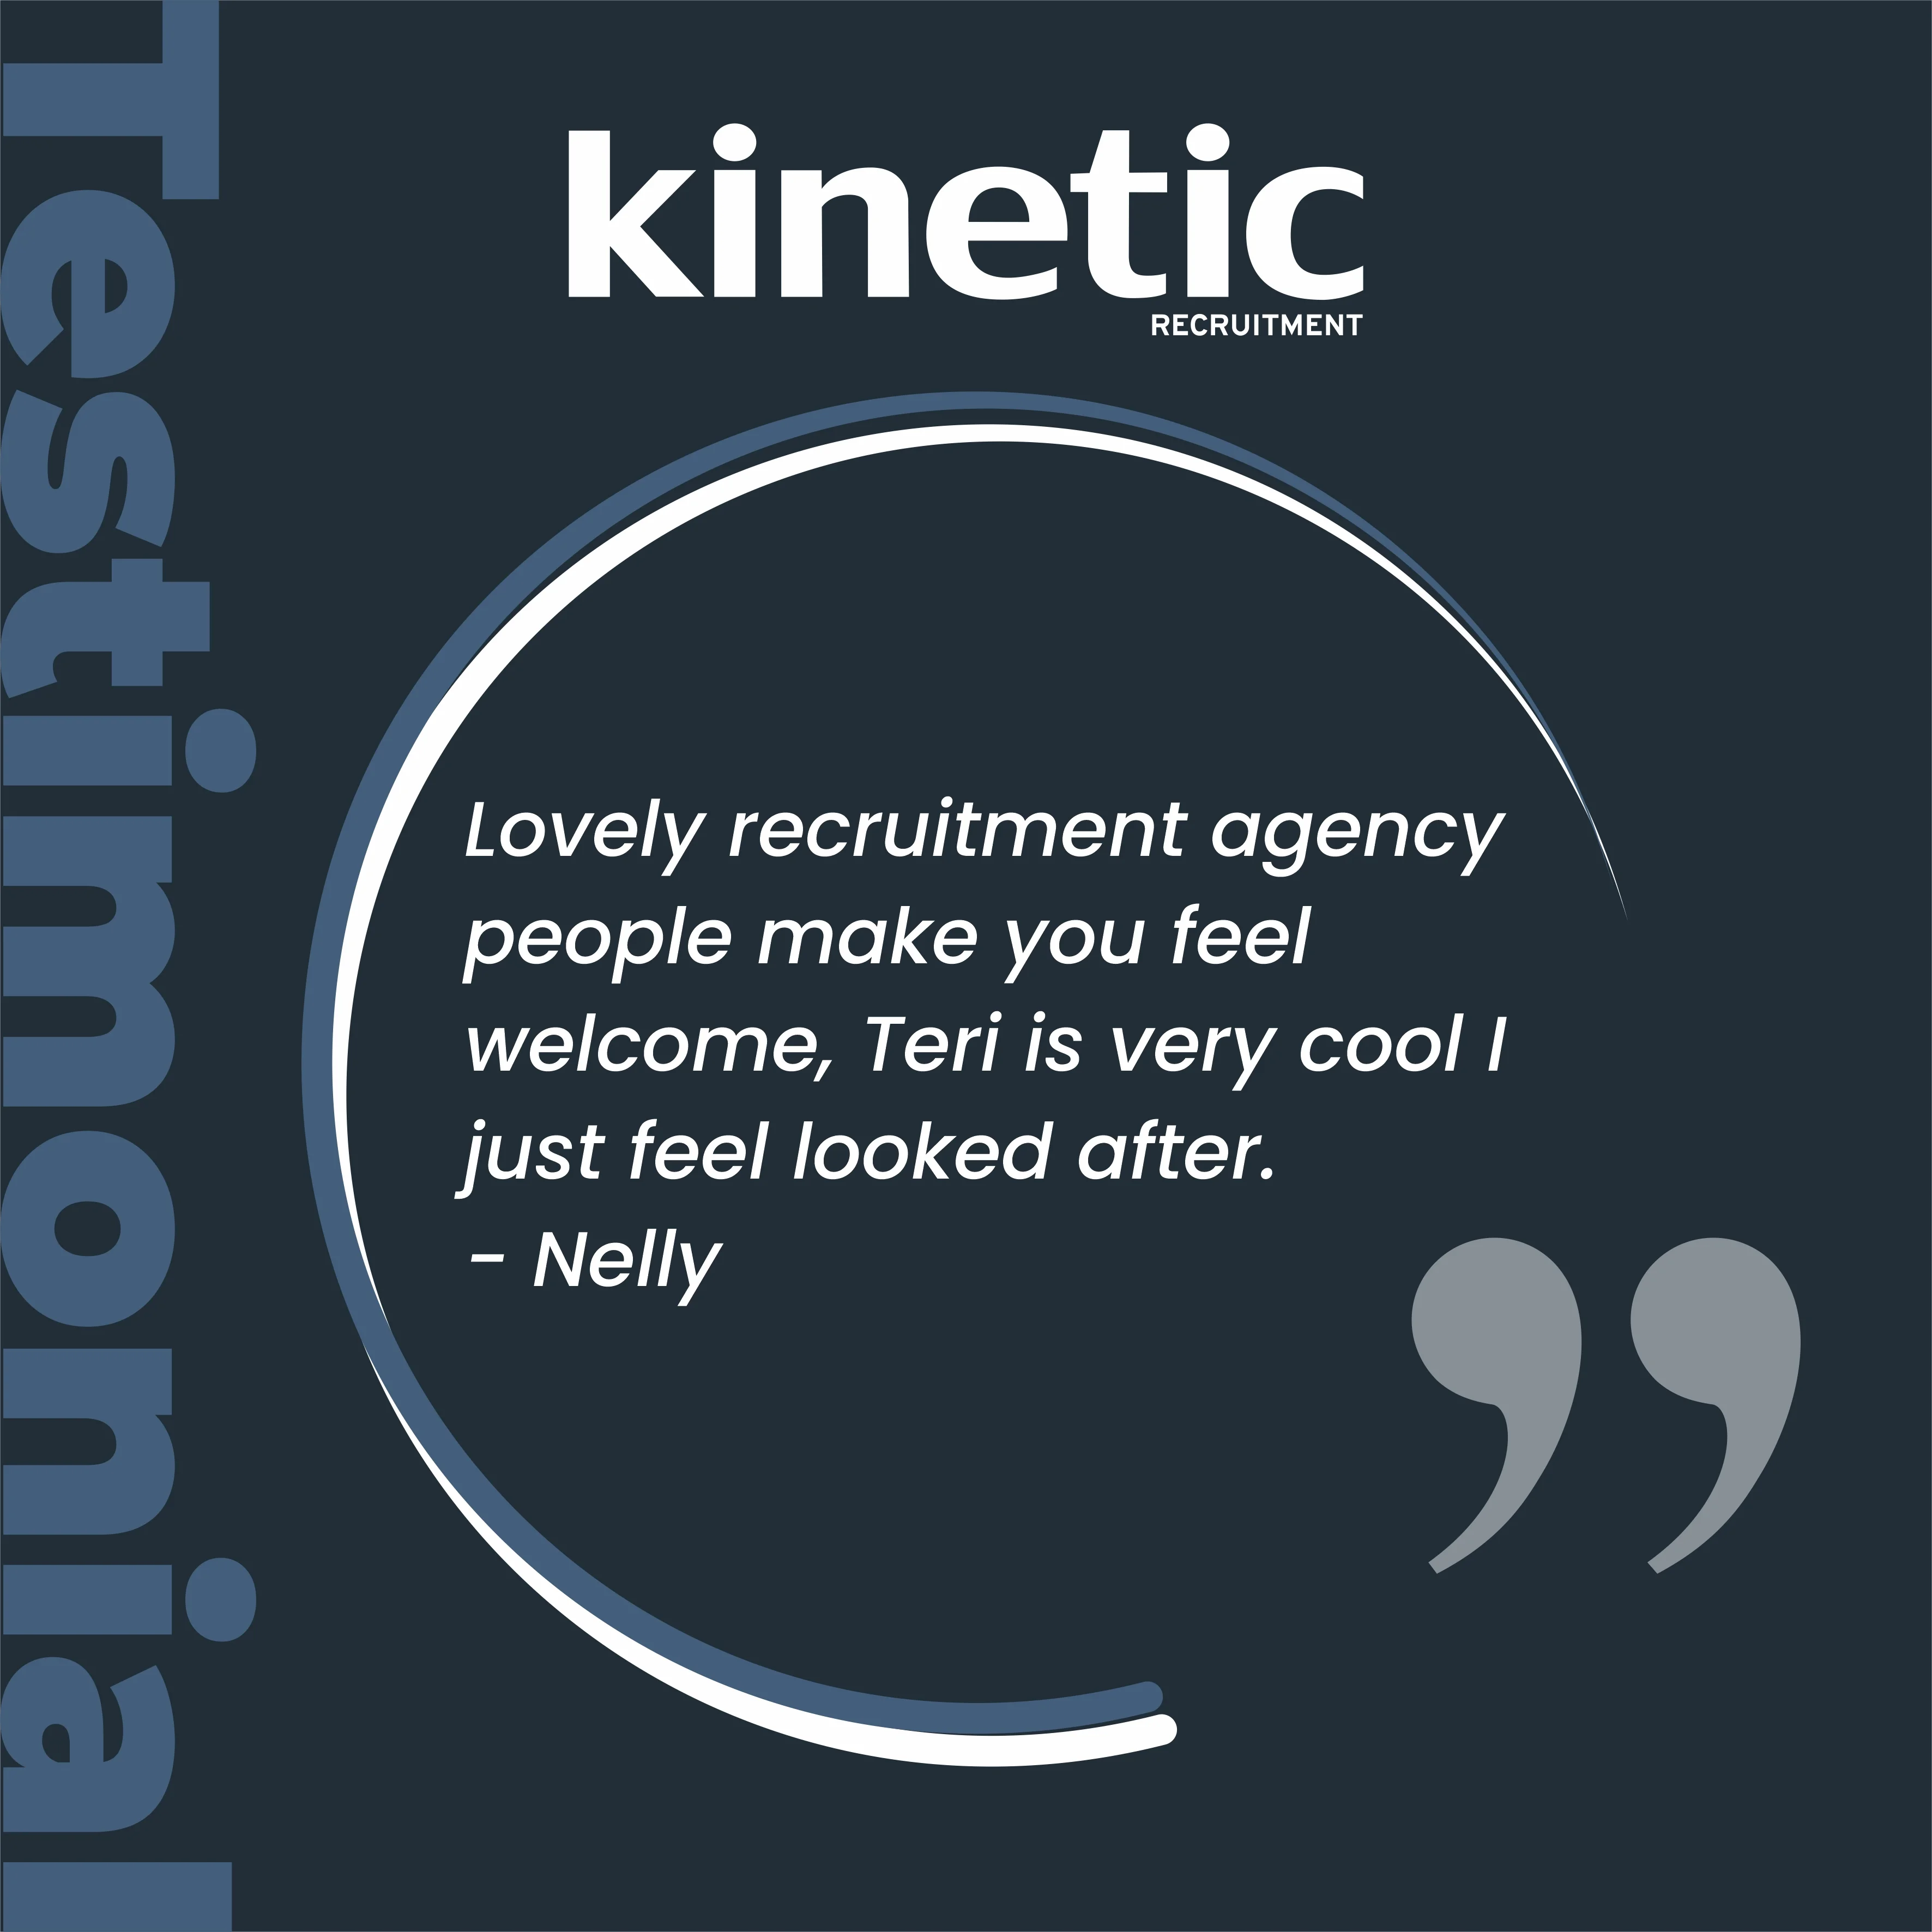 Testimonial
kinetic
RECRUITMENT
Lovely recruitment agency
people make you feel
welcome, Teri is very cool I
just feel looked after.
- Nelly
”